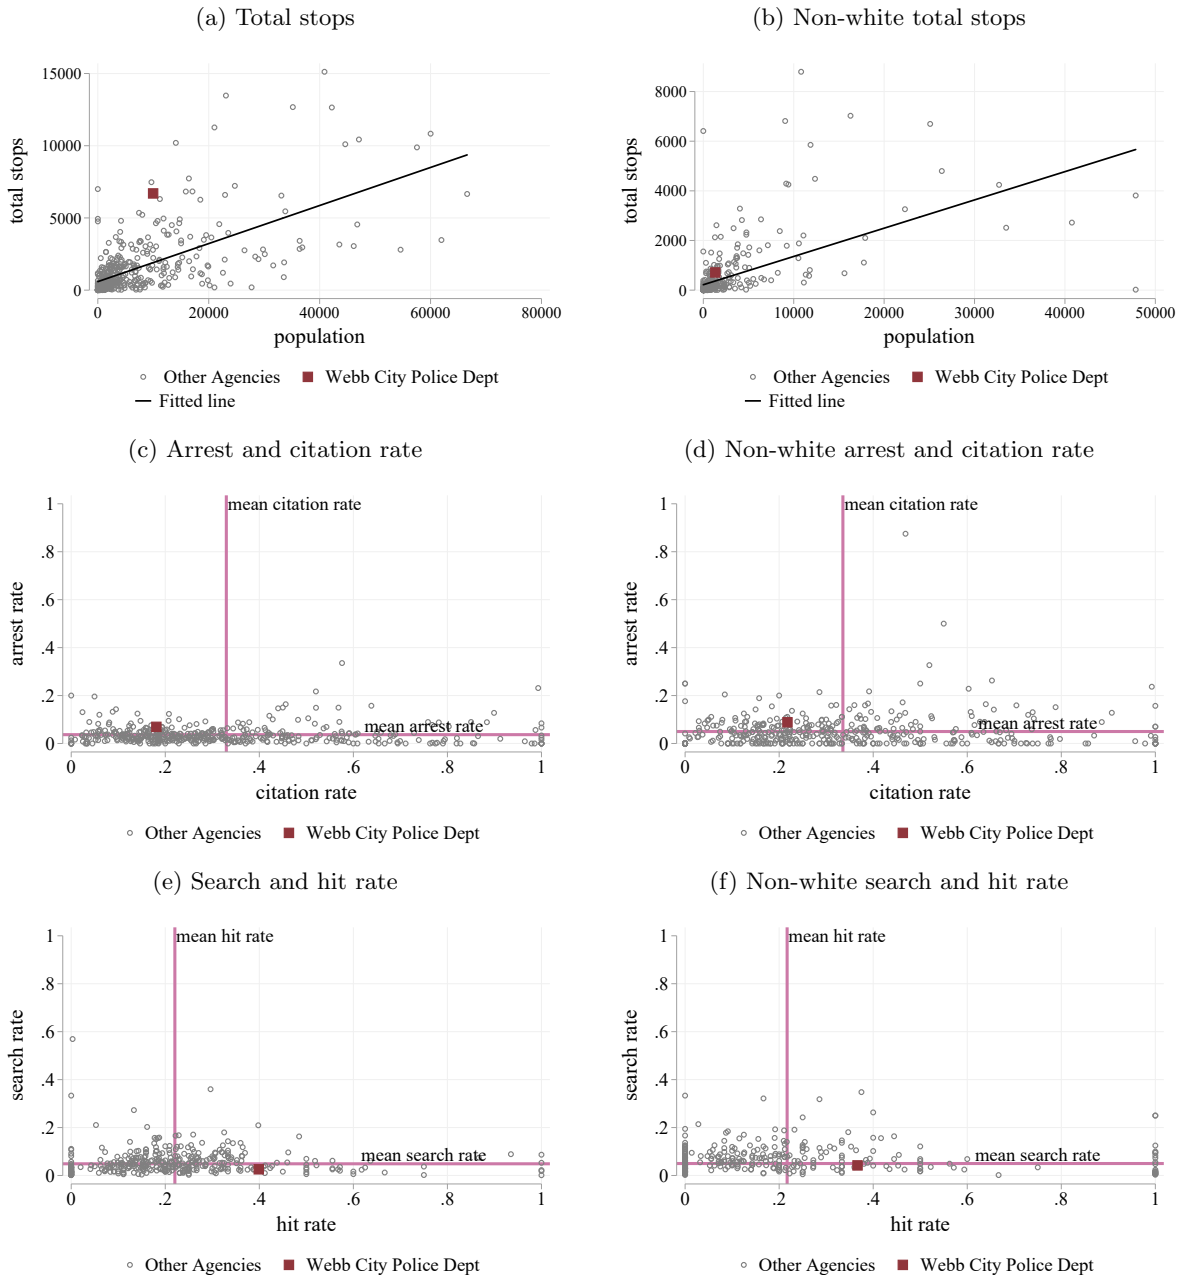 (a) Total stops
(b) Non-white total stops
total stops
15000
10000
5000
0
0 20000 40000 60000 80000
population
Other Agencies Webb City Police Dept
Fitted line
total stops
8000
6000
4000
2000
0
0 10000 20000 30000 40000 50000
population
Other Agencies Webb City Police Dept
Fitted line
(c) Arrest and citation rate
(d) Non-white arrest and citation rate
arrest rate
1
.8
.6
.4
.2
0
mean citation rate
mean arrest rate
0 .2 .4 .6 .8 1
citation rate
Other Agencies Webb City Police Dept
arrest rate
1
.8
.6
.4
.2
0
mean citation rate
mean arrest rate
0 .2 .4 .6 .8 1
citation rate
Other Agencies Webb City Police Dept
(e) Search and hit rate
(f) Non-white search and hit rate
search rate
1
.8
.6
.4
.2
0
mean hit rate
mean search rate
0 .2 .4 .6 .8 1
hit rate
Other Agencies Webb City Police Dept
search rate
1
.8
.6
.4
.2
0
mean hit rate
mean search rate
0 .2 .4 .6 .8 1
hit rate
Other Agencies Webb City Police Dept